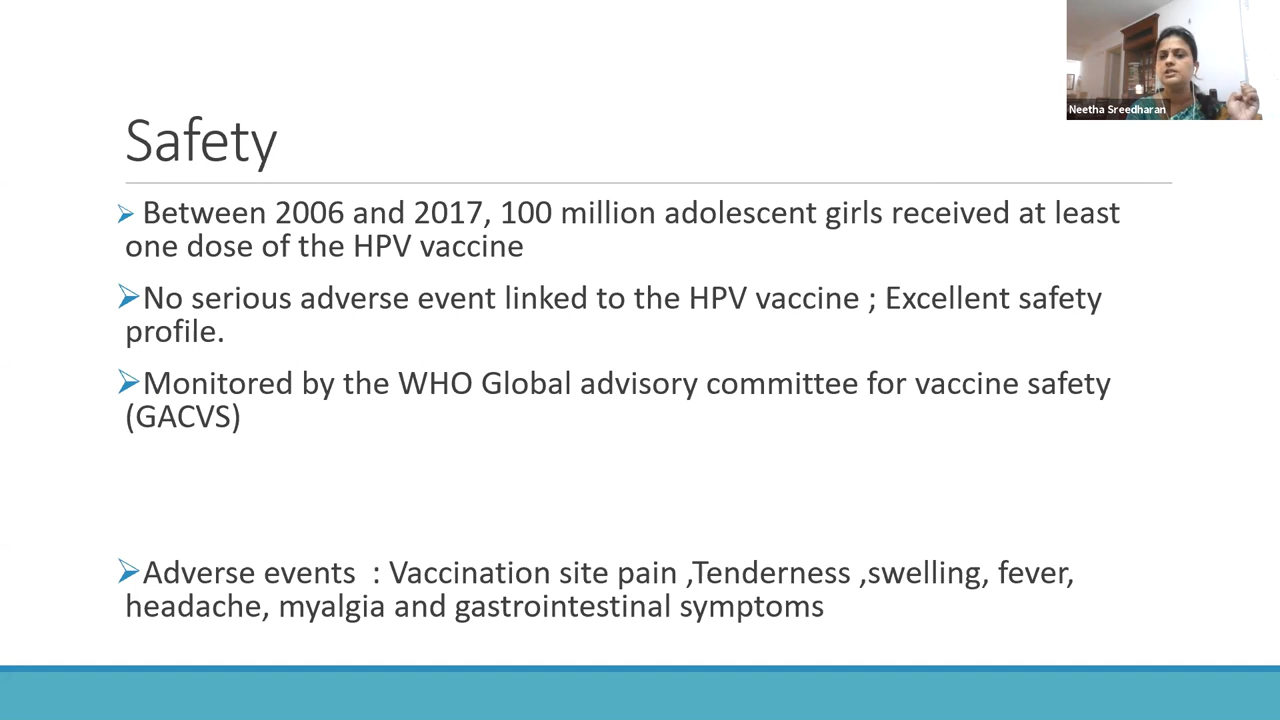 Neetha Sreedharan
Safety
Between 2006 and 2017, 100 million adolescent girls received at least
one dose of the HPV vaccine
No serious adverse event linked to the HPV vaccine ; Excellent safety
profile.
Monitored by the WHO Global advisory committee for vaccine safety
(GACVS)
Adverse events  : Vaccination site pain ,Tenderness ,swelling, fever,
headache, myalgia and gastrointestinal symptoms